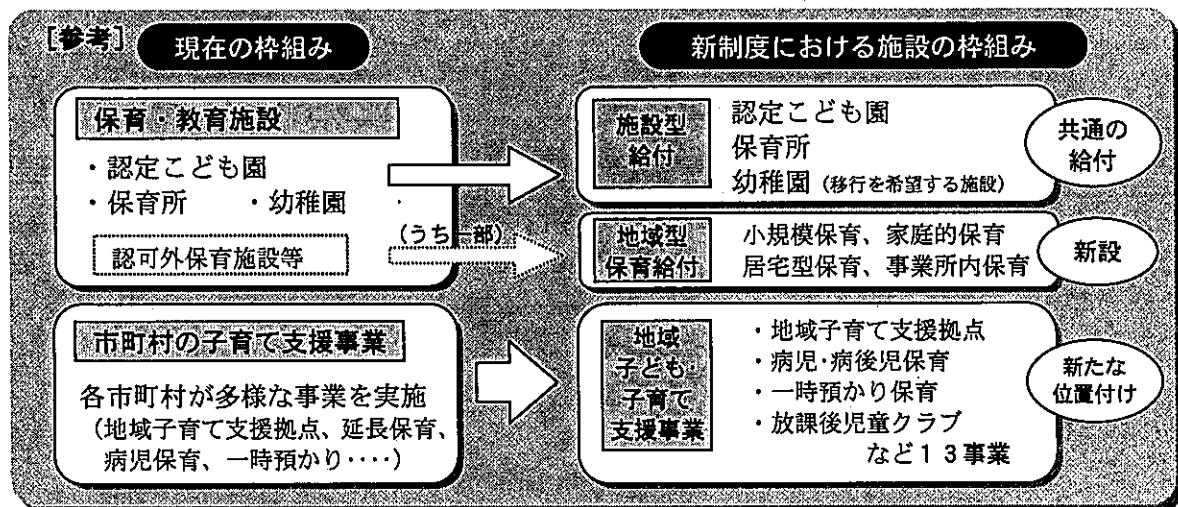 【参考】
現在の枠組み
新制度における施設の枠組み
保育・教育施設
・認定こども園
・保育所 ・幼稚園
認可外保育施設等
(うち一部)
施設型
給付
認定こども園
保育所
幼稚園 (移行を希望する施設)
共通の
給付
地域型
保育給付
小規模保育、家庭的保育
居宅型保育、事業所内保育
新設
市町村の子育て支援事業
各市町村が多様な事業を実施
(地域子育て支援拠点、延長保育、
病児保育、一時預かり‥‥)
地域
子ども・
子育て
支援事業
・地域子育て支援拠点
・病児・病後児保育
・一時預かり保育
・放課後児童クラブ
など13事業
新たな
位置付け